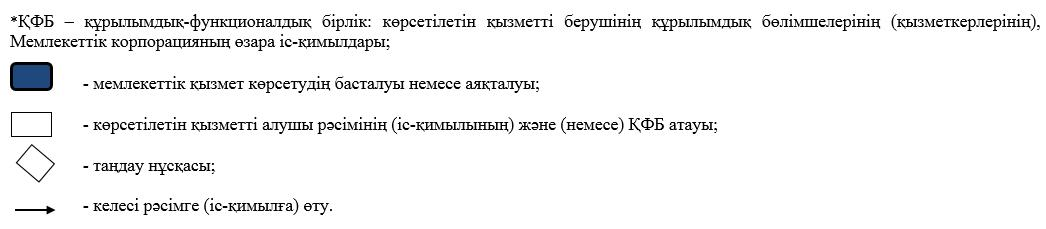 *ҚФБ – құрылымдық-функционалдық бірлік: көрсетілетін қызметті берушінің құрылымдық бөлімшелерінің (қызметкерлерінің),
Мемлекеттік корпорацияның өзара іс-қимылдары;
- мемлекеттік қызмет көрсетудің басталуы немесе аяқталуы;
- көрсетілетін қызметті алушы рәсімінің (іс-қимылының) және (немесе) ҚФБ атауы;
- таңдау нұсқасы;
- келесі рәсімге (іс-қимылға) өту.